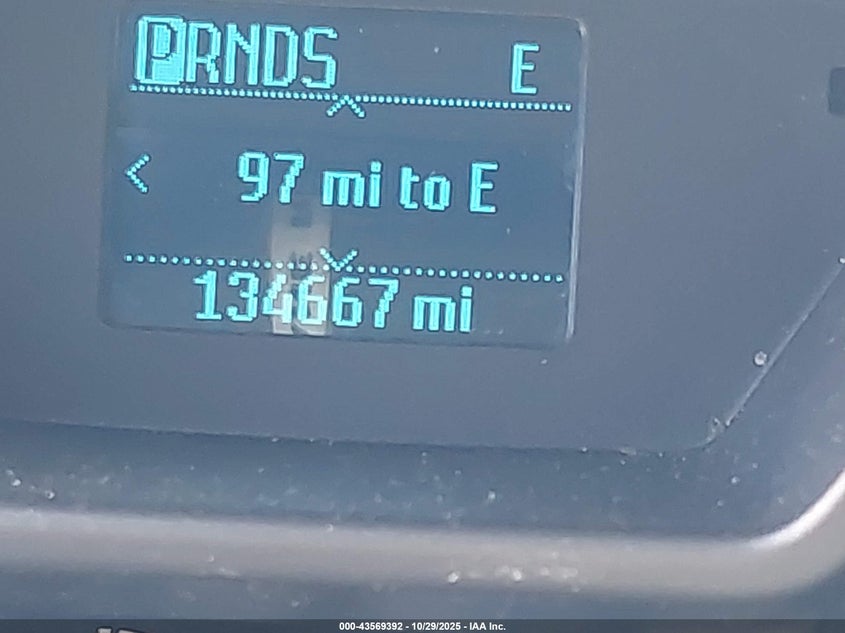 PRNDS E
97 mi to E
134667 mi
000-43569392 - 10/29/2025 - IAA Inc.